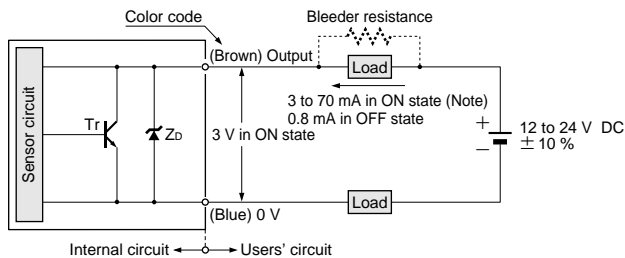 Color code
Bleeder resistance
(Brown) Output
Load
Sensor circuit
Tr
ZD
3 V in ON state
3 to 70 mA in ON state (Note)
0.8 mA in OFF state
+
−
12 to 24 V DC
± 10 %
Load
(Blue) 0 V
Internal circuit
Users' circuit